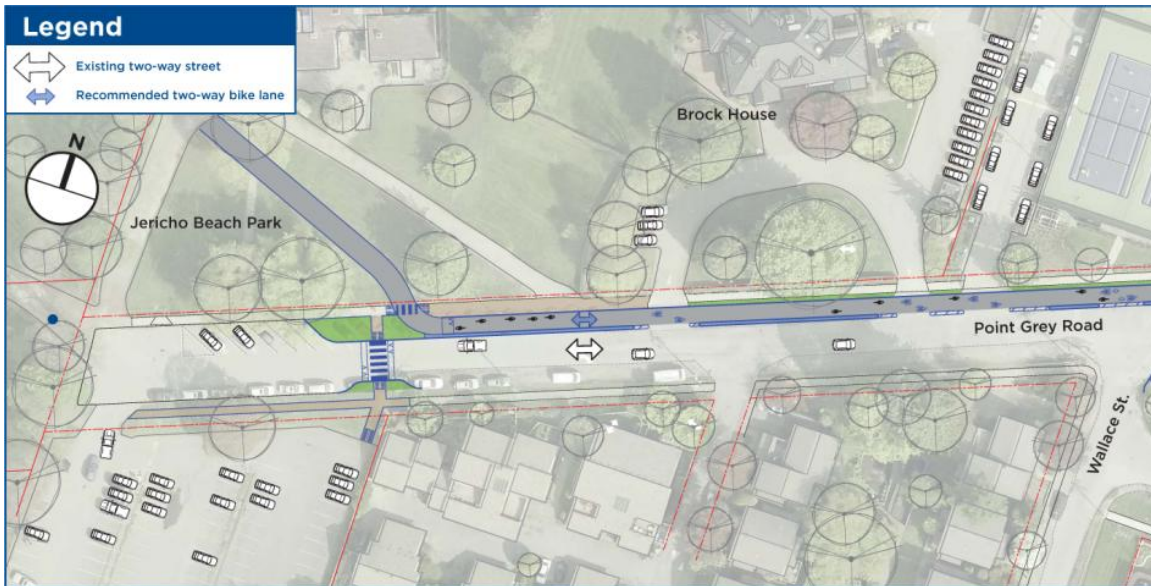 Legend
Existing two-way street
Recommended two-way bike lane
N
Brock House
Jericho Beach Park
Point Grey Road
Wallace St.